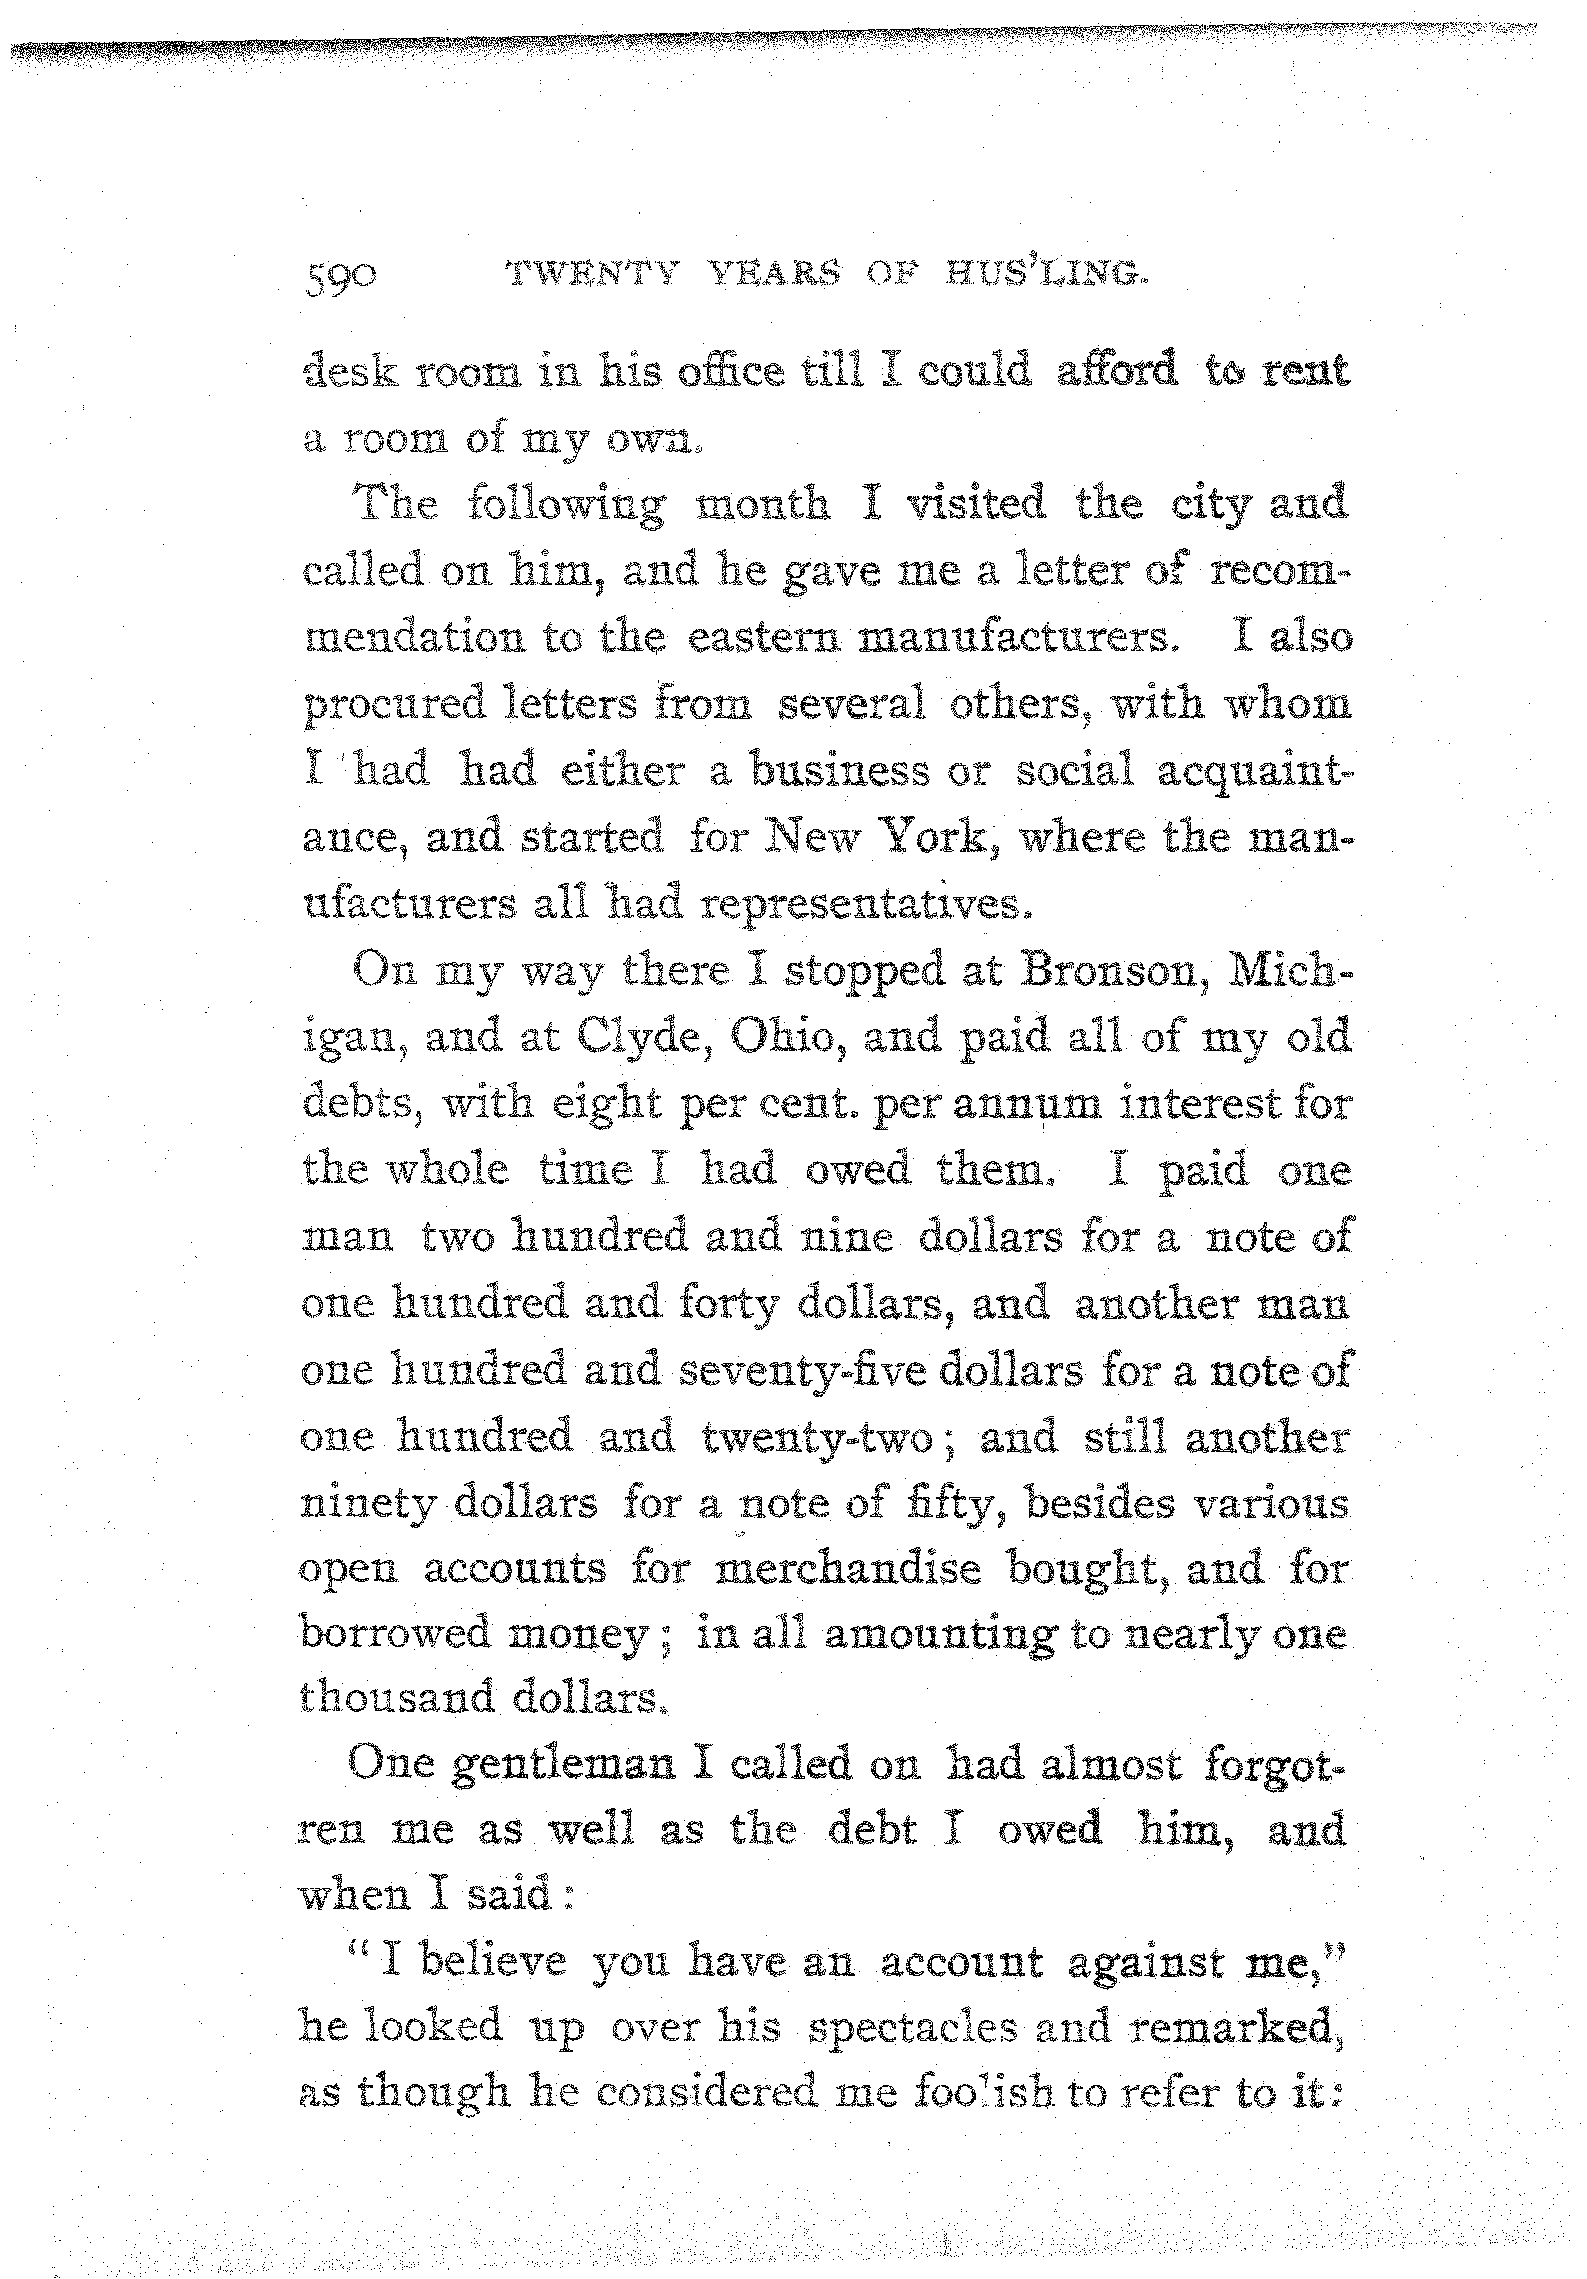 590 TWENTY YEARS OF HUS'LING.
desk room in his office till I could afford to rent
a room of my own.
The following month I visited the city and
called on him, and he gave me a letter of recom-
mendation to the eastern manufacturers. I also
procured letters from several others, with whom
I had had either a business or social acquaint-
ance, and started for New York, where the man-
ufacturers all had representatives.
On my way there I stopped at Bronson, Mich-
igan, and at Clyde, Ohio, and paid all of my old
debts, with eight per cent. per annum interest for
the whole time I had owed them. I paid one
man two hundred and nine dollars for a note of
one hundred and forty dollars, and another man
one hundred and seventy-five dollars for a note of
one hundred and twenty-two; and still another
ninety dollars for a note of fifty, besides various
open accounts for merchandise bought, and for
borrowed money; in all amounting to nearly one
thousand dollars.
One gentleman I called on had almost forgot-
ren me as well as the debt I owed him, and
when I said:
"I believe you have an account against me,"
he looked up over his spectacles and remarked,
as though he considered me foolish to refer to it: